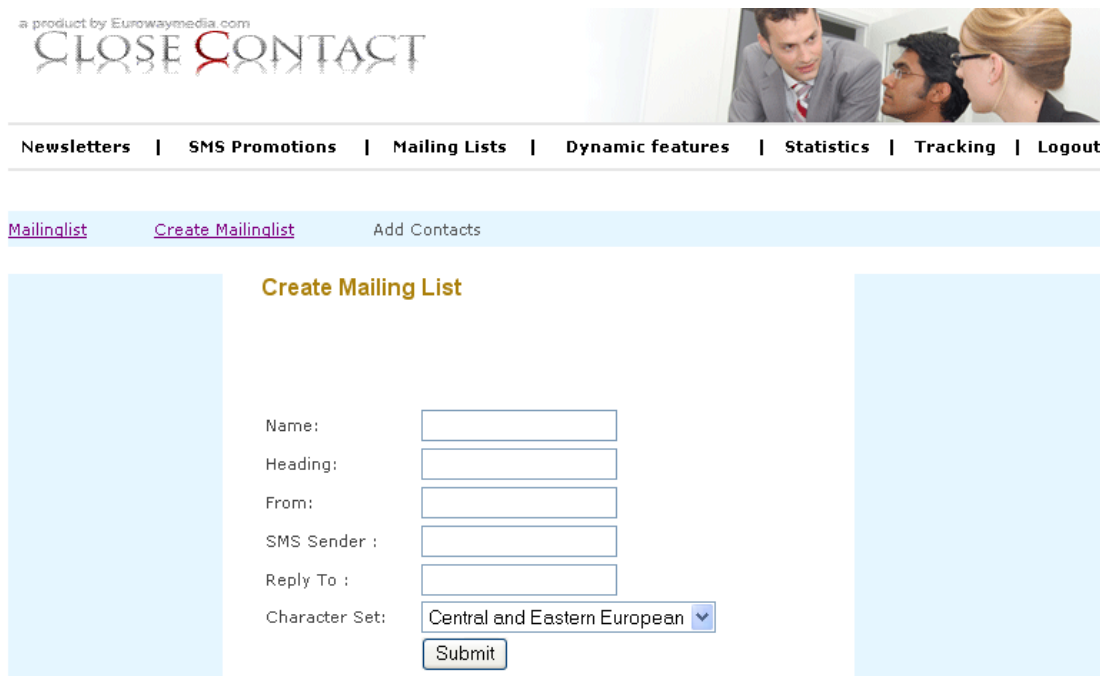 a product by Eurowaymedia.com
CLOSE CONTACT
Newsletters | SMS Promotions | Mailing Lists | Dynamic features | Statistics | Tracking | Logout
Mailinglist Create Mailinglist Add Contacts
Create Mailing List
Name:
Heading:
From:
SMS Sender :
Reply To :
Character Set: Central and Eastern European
Submit